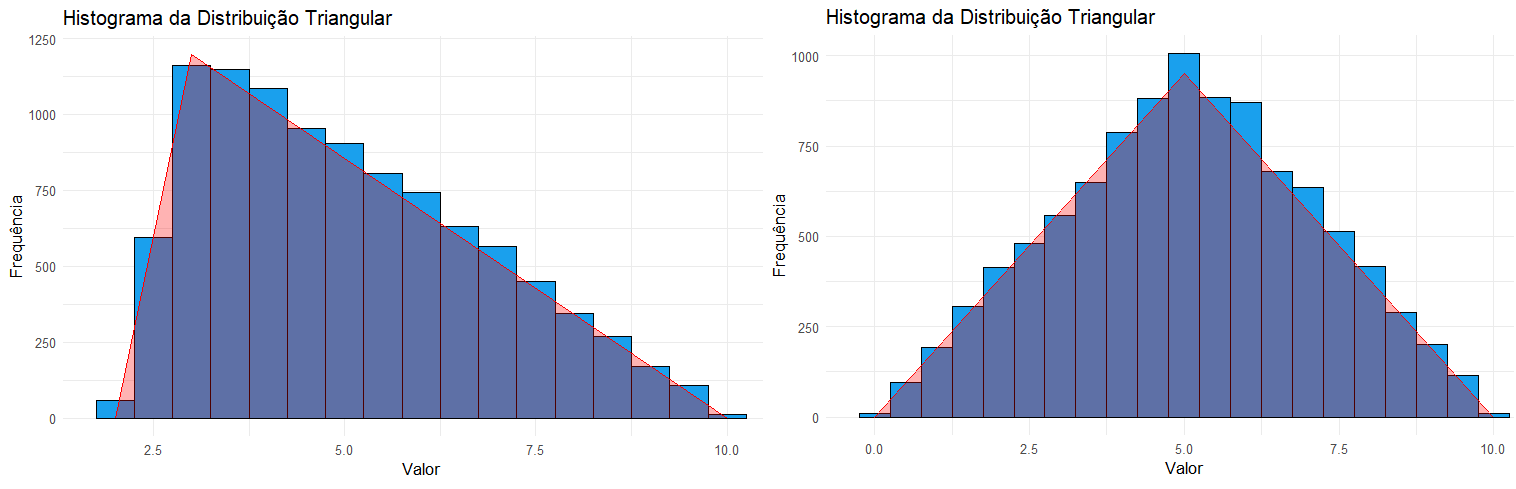 Histograma da Distribuição Triangular
1250
1000
750
500
250
0
Frequência
2.5 5.0 7.5 10.0
Valor
Histograma da Distribuição Triangular
1000
750
500
250
0
Frequência
0.0 2.5 5.0 7.5 10.0
Valor